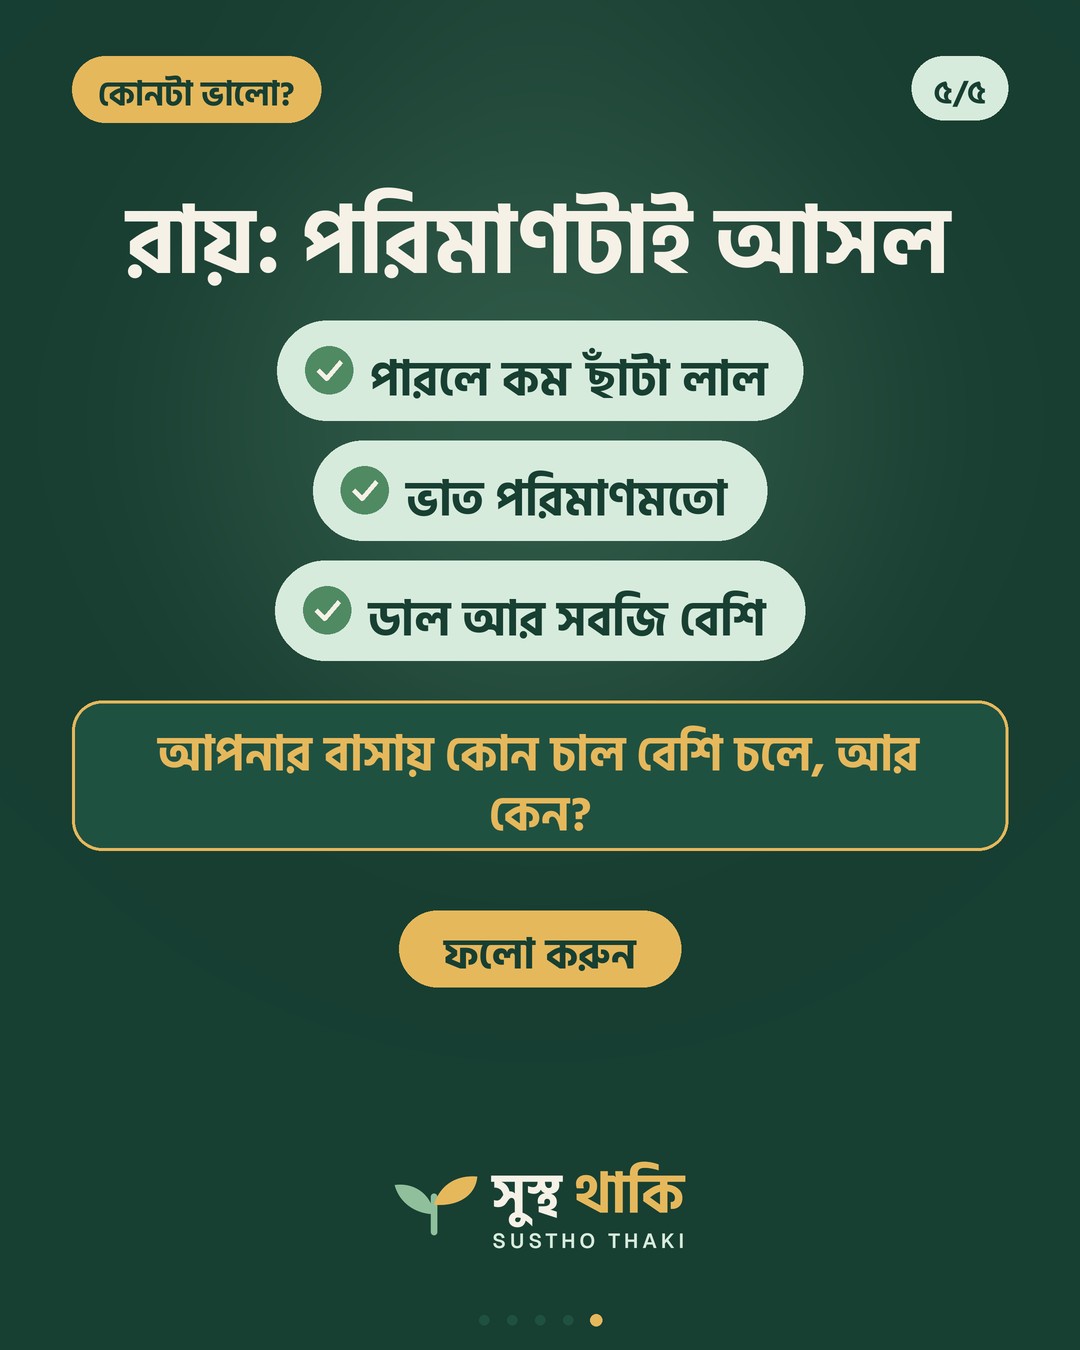 কোনটা ভালো?
৫/৫
রায়: পরিমাণটাই আসল
পারলে কম ছাঁটা লাল
ভাত পরিমাণমতো
ডাল আর সবজি বেশি
আপনার বাসায় কোন চাল বেশি চলে, আর
কেন?
ফলো করুন
সুস্থ থাকি
SUSTHO THAKI